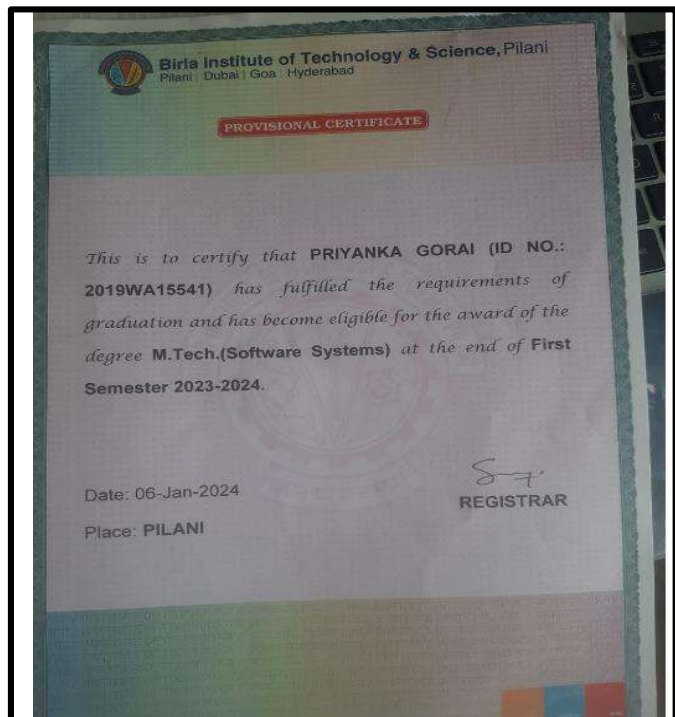 Birla Institute of Technology & Science, Pilani
Pilani | Dubai | Goa | Hyderabad
PROVISIONAL CERTIFICATE
This is to certify that PRIYANKA GORAI (ID NO.:
2019WA15541) has fulfilled the requirements of
graduation and has become eligible for the award of the
degree M.Tech.(Software Systems) at the end of First
Semester 2023-2024.
Date: 06-Jan-2024
REGISTRAR
Place: PILANI